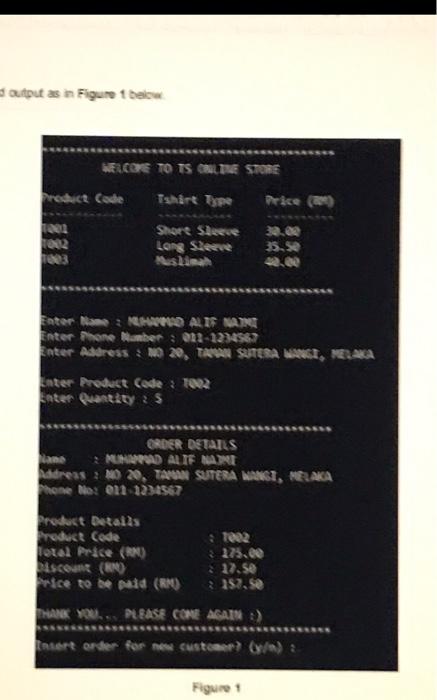 d output as in Figure 1 below.
****************************************
WELCOME TO TS ONLINE STORE
Product Code Tshirt Type Price (RM)
------------ ----------- ----------
T001 Short Sleeve 30.00
T002 Long Sleeve 35.50
T003 Muslimah 40.00
****************************************
Enter Name : MUHAMMAD ALIF NAJMI
Enter Phone Number : 011-1234567
Enter Address : NO 20, TAMAN SUTERA WANGI, MELAKA
Enter Product Code : T002
Enter Quantity : 5
****************************************
ORDER DETAILS
Name : MUHAMMAD ALIF NAJMI
Address : NO 20, TAMAN SUTERA WANGI, MELAKA
Phone No: 011-1234567
Product Details
Product Code : T002
Total Price (RM) : 175.00
Discount (RM) : 17.50
Price to be paid (RM) : 157.50
THANK YOU... PLEASE COME AGAIN :)
****************************************
Insert order for new customer? (y/n) :
Figure 1